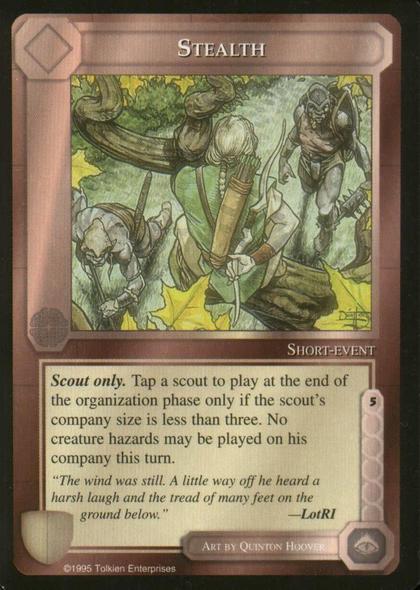 STEALTH
SHORT-EVENT
Scout only. Tap a scout to play at the end of
the organization phase only if the scout's
company size is less than three. No
creature hazards may be played on his
company this turn.
5
"The wind was still. A little way off he heard a
harsh laugh and the tread of many feet on the
ground below." —LotRI
ART BY QUINTON HOOVER
©1995 Tolkien Enterprises